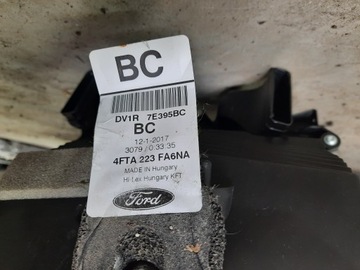 BC
DV1R 7E395BC
BC
12-1-2017
3079 / 0 33:35
4FTA 223 FA6NA
MADE IN Hungary
Hi-Lex Hungary KFT
Ford